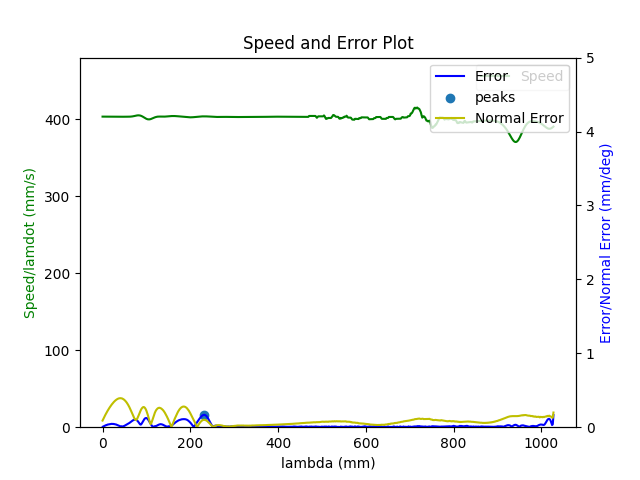 Speed and Error Plot
Speed/lamdot (mm/s)
400
300
200
100
0
5
4
3
2
1
0
Error/Normal Error (mm/deg)
Error
Speed
peaks
Normal Error
0
200
400
600
800
1000
lambda (mm)